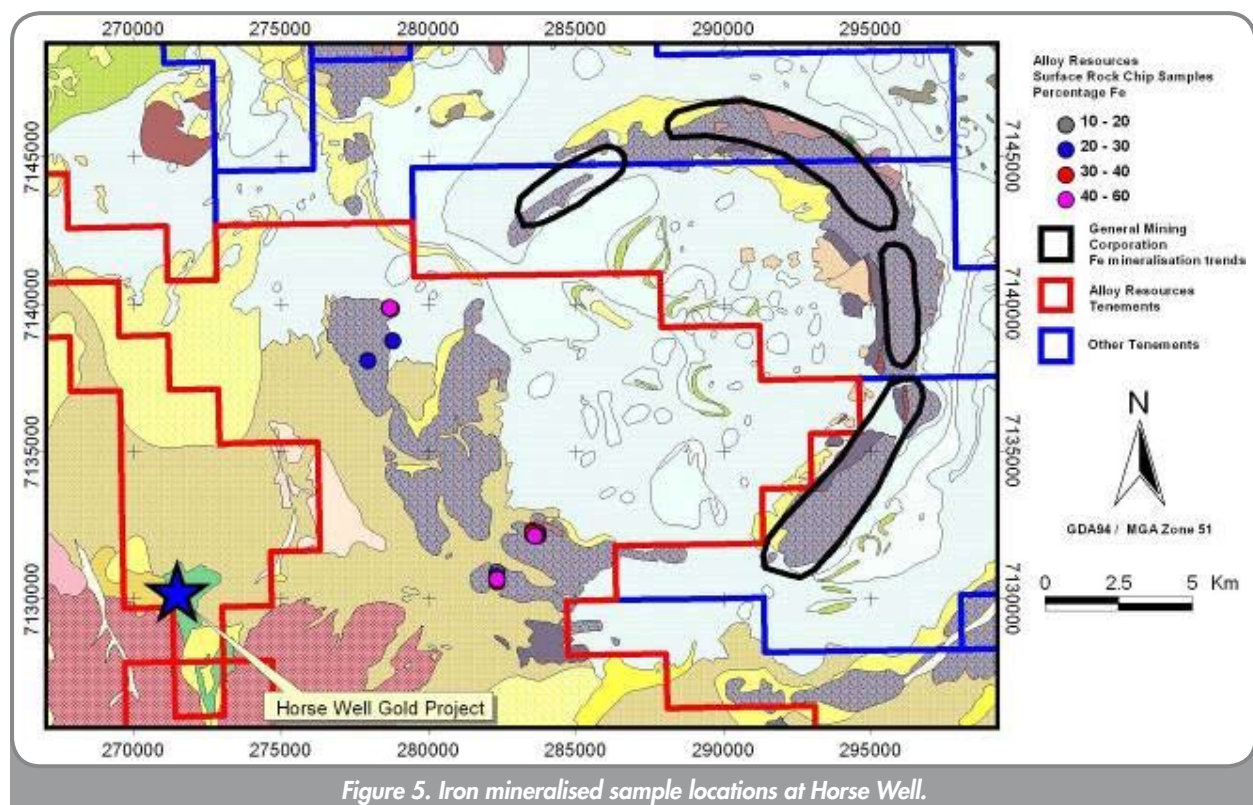 270000 275000 280000 285000 290000 295000
7145000
7140000
7135000
7130000
7145000
7140000
7135000
7130000
Horse Well Gold Project
270000 275000 280000 285000 290000 295000
Alloy Resources
Surface Rock Chip Samples
Percentage Fe
10 - 20
20 - 30
30 - 40
40 - 60
General Mining
Corporation
Fe mineralisation trends
Alloy Resources
Tenements
Other Tenements
N
GDA94 / MGA Zone 51
0 2.5 5 Km
Figure 5. Iron mineralised sample locations at Horse Well.